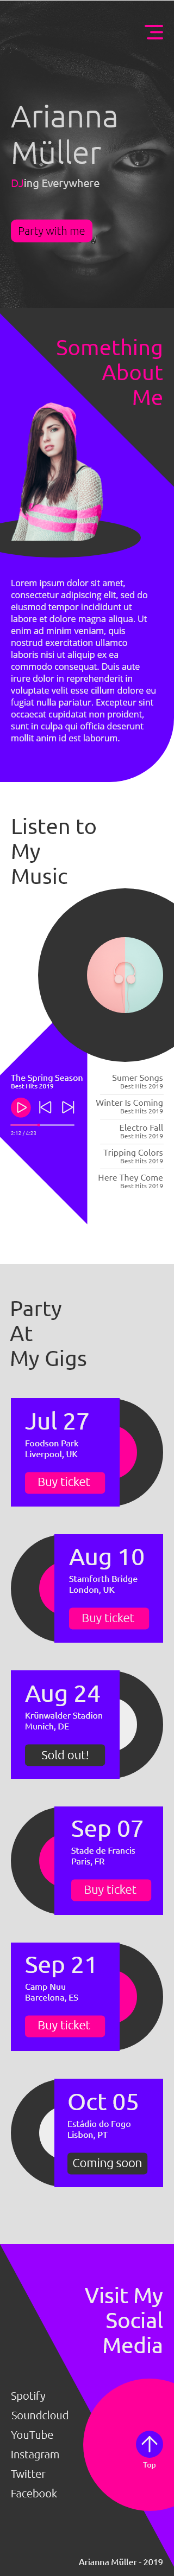 Arianna
Müller
DJing Everywhere
Party with me
Something
About
Me
Lorem ipsum dolor sit amet,
consectetur adipiscing elit, sed do
eiusmod tempor incididunt ut
labore et dolore magna aliqua. Ut
enim ad minim veniam, quis
nostrud exercitation ullamco
laboris nisi ut aliquip ex ea
commodo consequat. Duis aute
irure dolor in reprehenderit in
voluptate velit esse cillum dolore eu
fugiat nulla pariatur. Excepteur sint
occaecat cupidatat non proident,
sunt in culpa qui officia deserunt
mollit anim id est laborum.
Listen to
My
Music
The Spring Season
Best Hits 2019
2:12 / 4:23
Sumer Songs
Best Hits 2019
Winter Is Coming
Best Hits 2019
Electro Fall
Best Hits 2019
Tripping Colors
Best Hits 2019
Here They Come
Best Hits 2019
Party
At
My Gigs
Jul 27
Foodson Park
Liverpool, UK
Buy ticket
Aug 10
Stamforth Bridge
London, UK
Buy ticket
Aug 24
Krünwalder Stadion
Munich, DE
Sold out!
Sep 07
Stade de Francis
Paris, FR
Buy ticket
Sep 21
Camp Nuu
Barcelona, ES
Buy ticket
Oct 05
Estádio do Fogo
Lisbon, PT
Coming soon
Visit My
Social
Media
Spotify
Soundcloud
YouTube
Instagram
Twitter
Facebook
Top
Arianna Müller - 2019